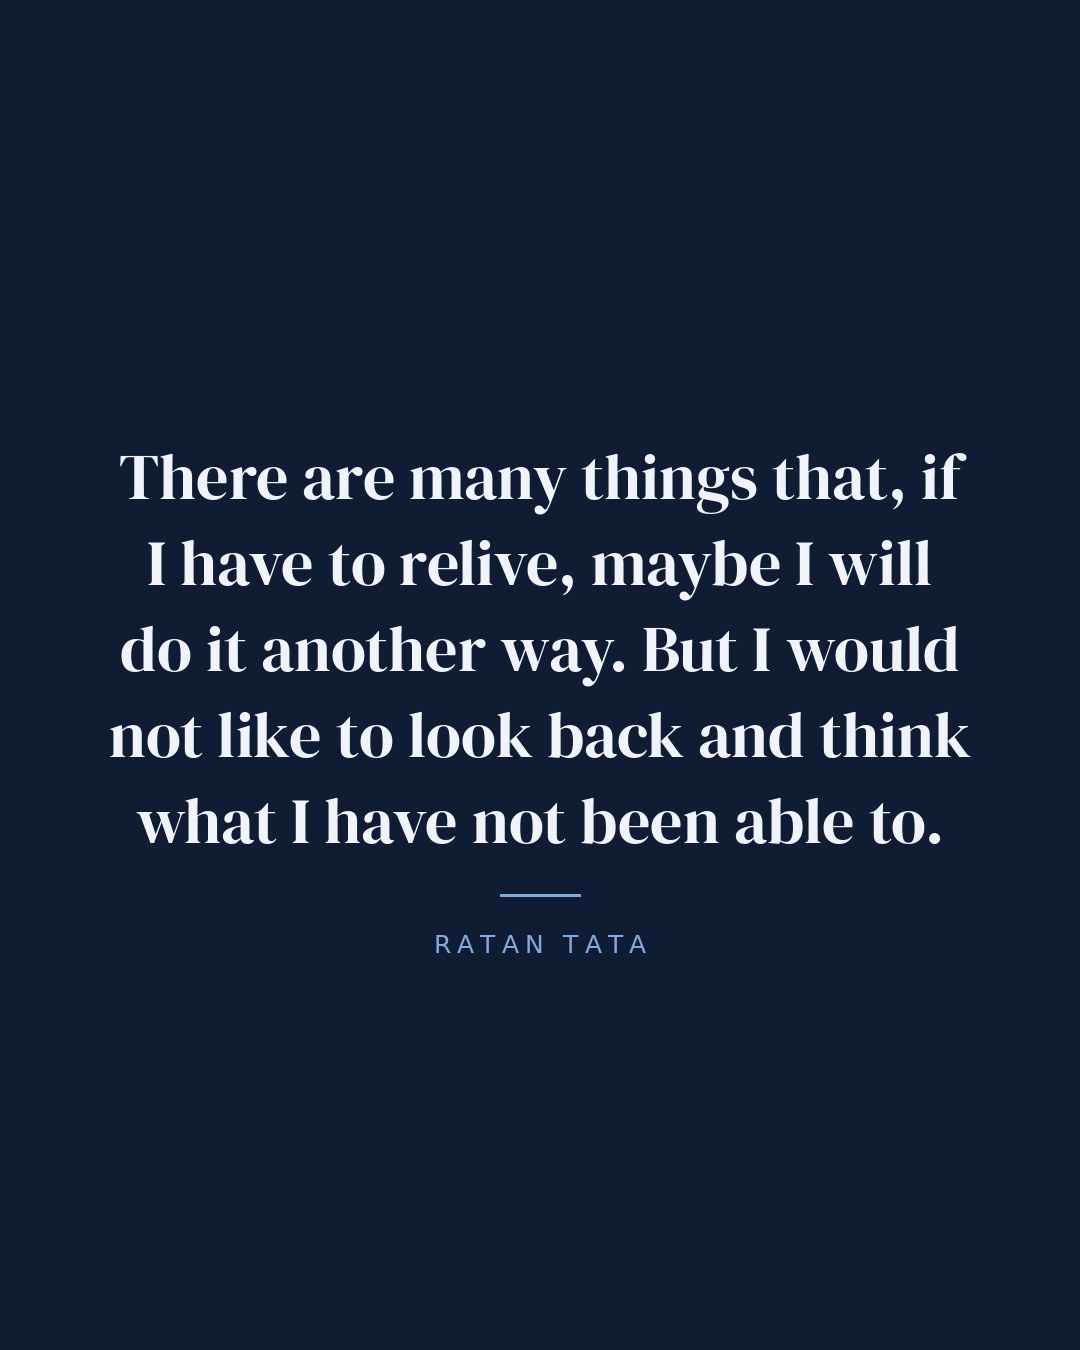 There are many things that, if
I have to relive, maybe I will
do it another way. But I would
not like to look back and think
what I have not been able to.
RATAN TATA